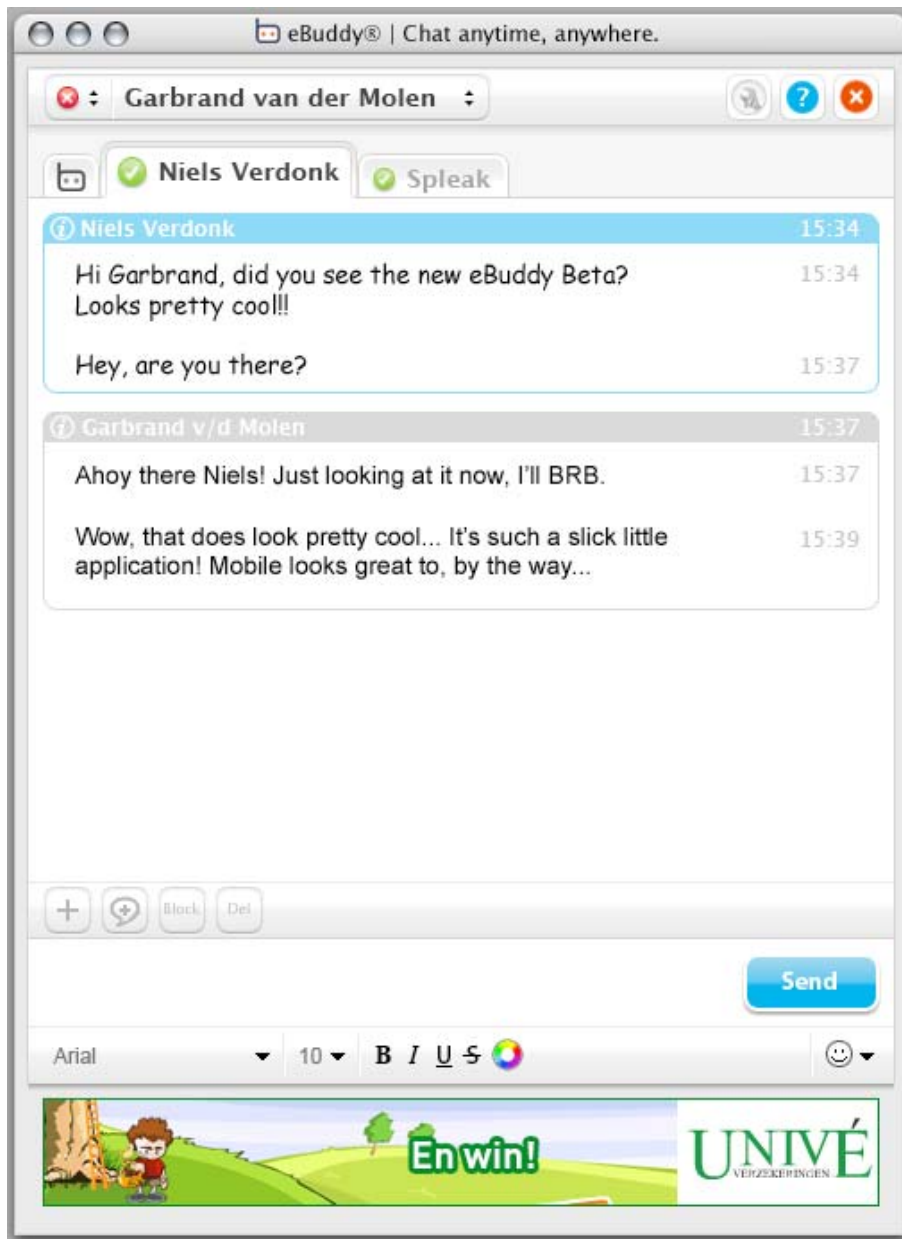 eBuddy® | Chat anytime, anywhere.
Garbrand van der Molen
?
Niels Verdonk
Spleak
Niels Verdonk 15:34
Hi Garbrand, did you see the new eBuddy Beta? 15:34
Looks pretty cool!!!
Hey, are you there? 15:37
Garbrand v/d Molen 15:37
Ahoy there Niels! Just looking at it now, I'll BRB. 15:37
Wow, that does look pretty cool... It's such a slick little 15:39
application! Mobile looks great to, by the way...
Block Del
Send
Arial 10 B I U S
En win!
UNIVÉ
VERZEKERINGEN